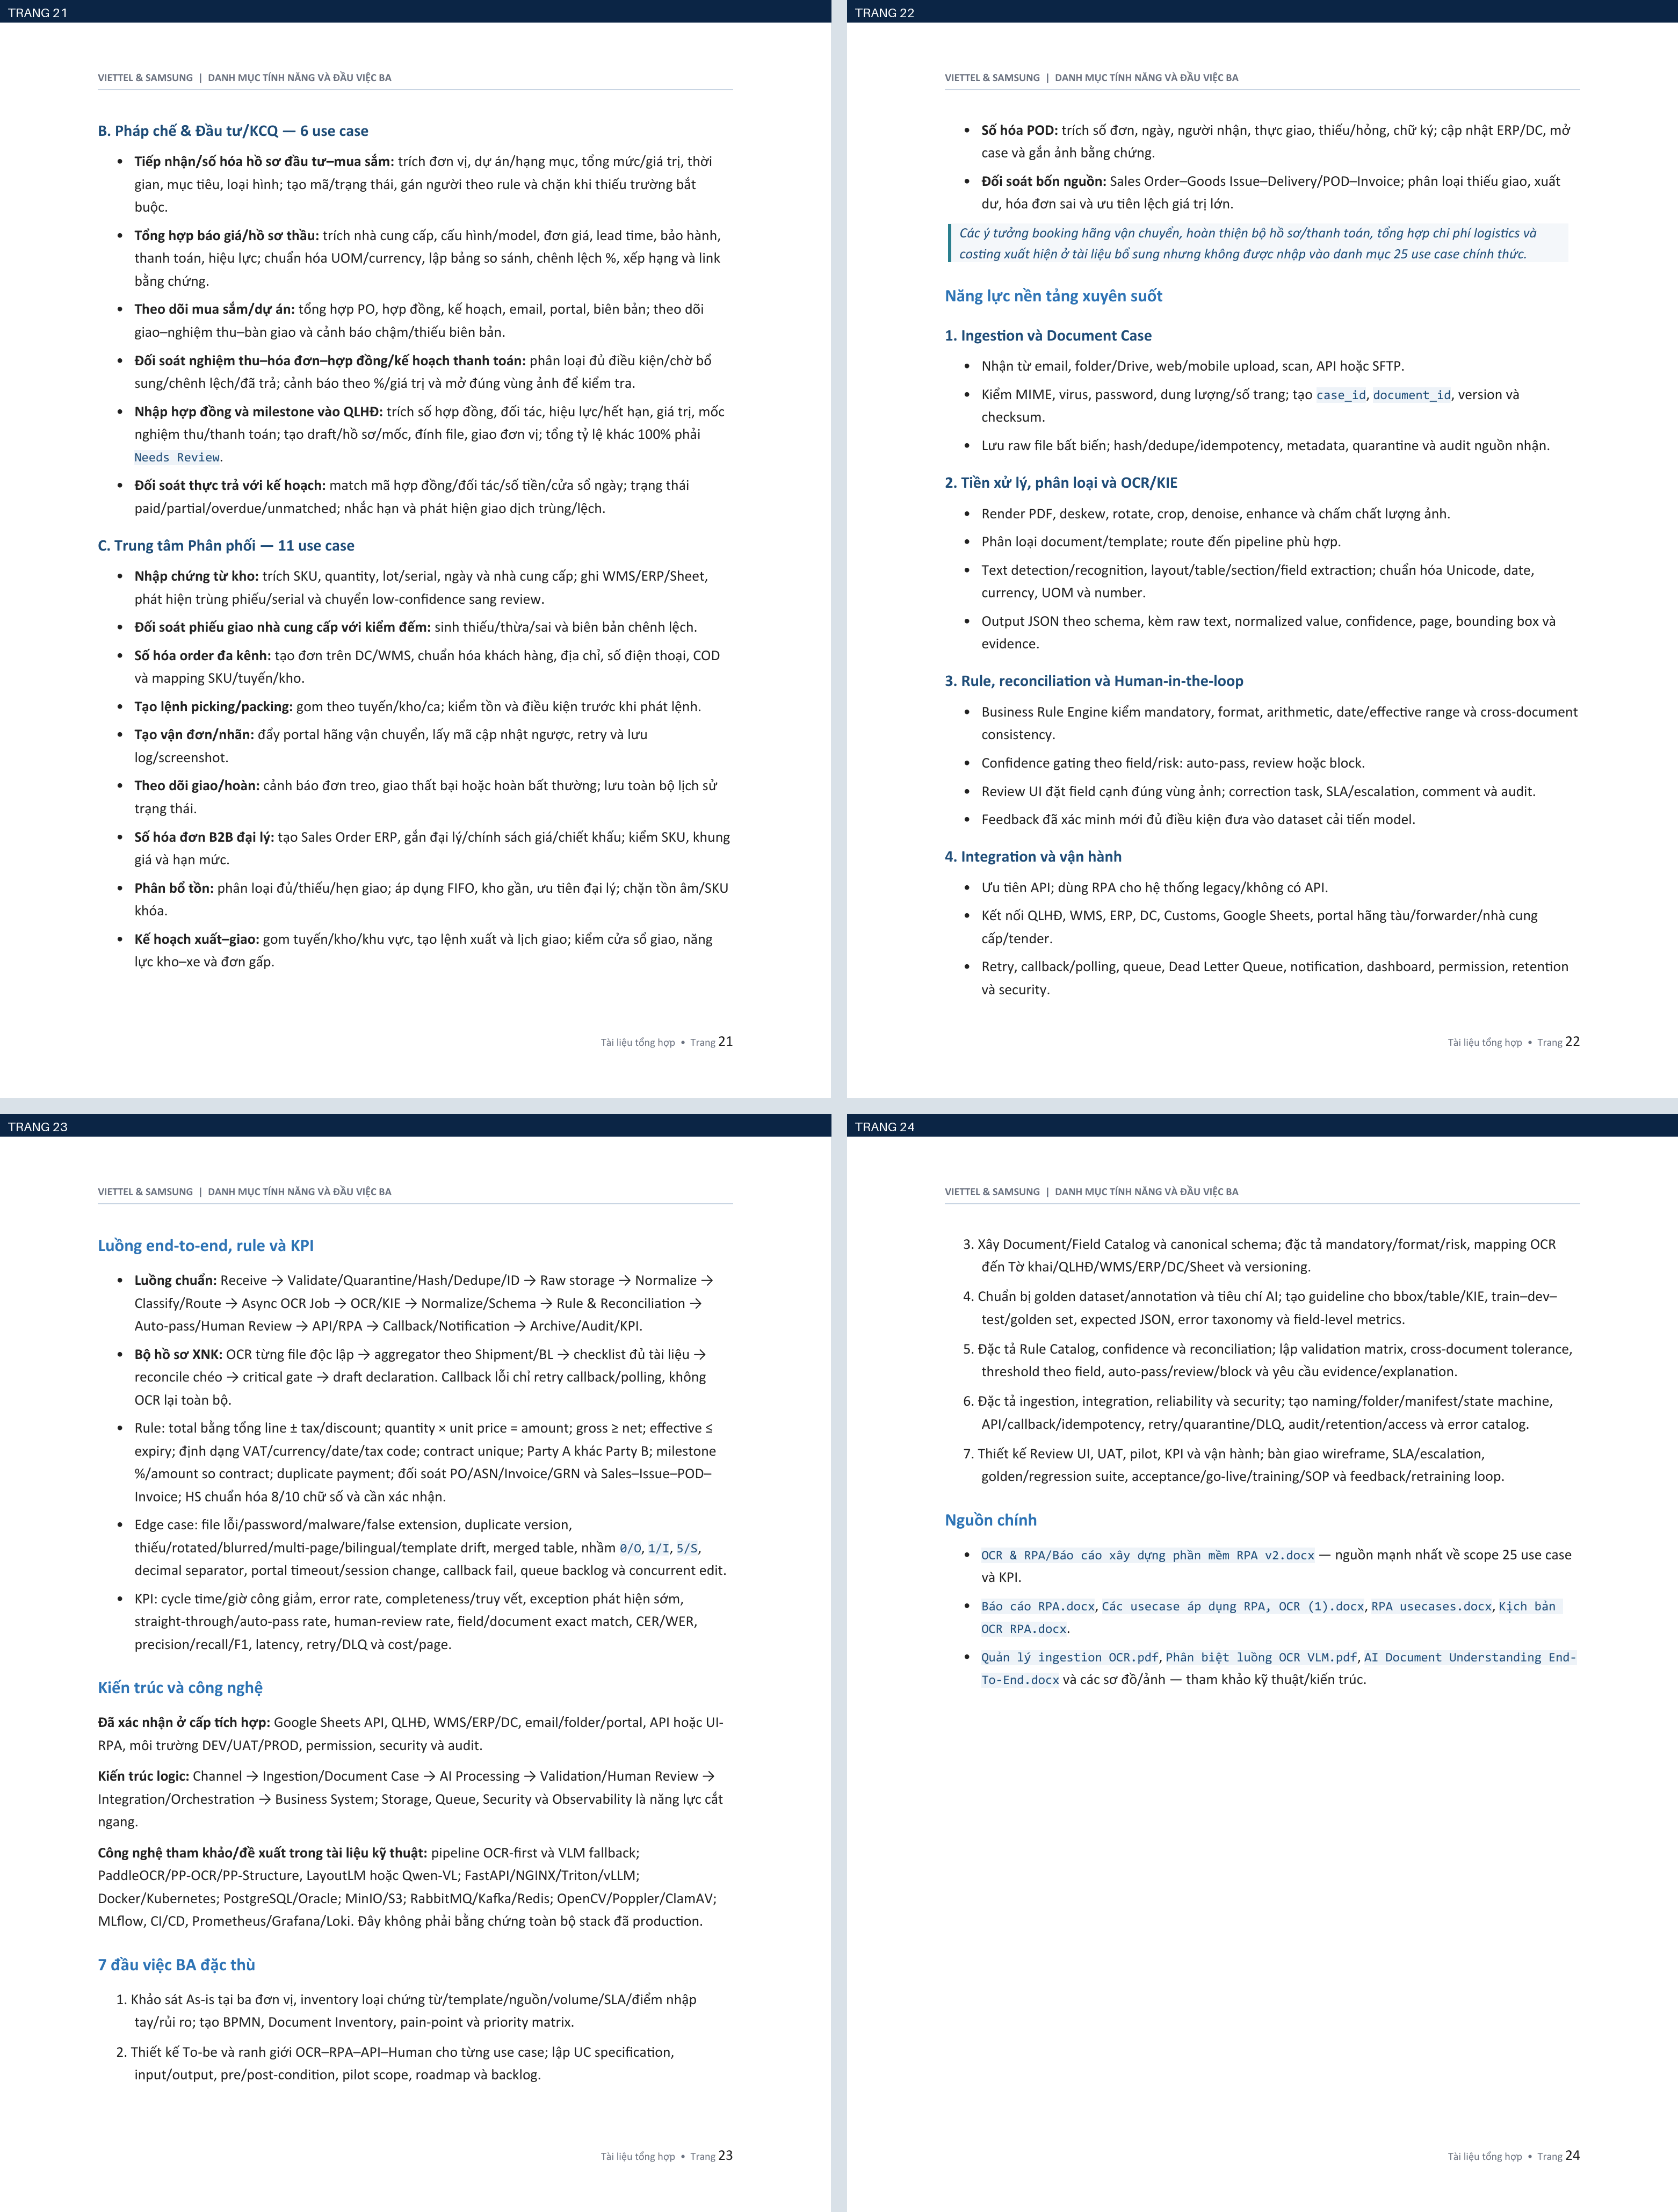 TRANG 21
VIETTEL & SAMSUNG | DANH MỤC TÍNH NĂNG VÀ ĐẦU VIỆC BA
B. Pháp chế & Đầu tư/KCQ — 6 use case
• Tiếp nhận/số hóa hồ sơ đầu tư–mua sắm: trích đơn vị, dự án/hạng mục, tổng mức/giá trị, thời
gian, mục tiêu, loại hình; tạo mã/trạng thái, gán người theo rule và chặn khi thiếu trường bắt
buộc.
• Tổng hợp báo giá/hồ sơ thầu: trích nhà cung cấp, cấu hình/model, đơn giá, lead time, bảo hành,
thanh toán, hiệu lực; chuẩn hóa UOM/currency, lập bảng so sánh, chênh lệch %, xếp hạng và link
bằng chứng.
• Theo dõi mua sắm/dự án: tổng hợp PO, hợp đồng, kế hoạch, email, portal, biên bản; theo dõi
giao–nghiệm thu–bàn giao và cảnh báo chậm/thiếu biên bản.
• Đối soát nghiệm thu–hóa đơn–hợp đồng/kế hoạch thanh toán: phân loại đủ điều kiện/chờ bổ
sung/chênh lệch/đã trả; cảnh báo theo %/giá trị và mở đúng vùng ảnh để kiểm tra.
• Nhập hợp đồng và milestone vào QLHĐ: trích số hợp đồng, đối tác, hiệu lực/hết hạn, giá trị, mốc
nghiệm thu/thanh toán; tạo draft/hồ sơ/mốc, đính file, giao đơn vị; tổng tỷ lệ khác 100% phải
Needs Review.
• Đối soát thực trả với kế hoạch: match mã hợp đồng/đối tác/số tiền/cửa sổ ngày; trạng thái
paid/partial/overdue/unmatched; nhắc hạn và phát hiện giao dịch trùng/lệch.
C. Trung tâm Phân phối — 11 use case
• Nhập chứng từ kho: trích SKU, quantity, lot/serial, ngày và nhà cung cấp; ghi WMS/ERP/Sheet,
phát hiện trùng phiếu/serial và chuyển low-confidence sang review.
• Đối soát phiếu giao nhà cung cấp với kiểm đếm: sinh thiếu/thừa/sai và biên bản chênh lệch.
• Số hóa order đa kênh: tạo đơn trên DC/WMS, chuẩn hóa khách hàng, địa chỉ, số điện thoại, COD
và mapping SKU/tuyến/kho.
• Tạo lệnh picking/packing: gom theo tuyến/kho/ca; kiểm tồn và điều kiện trước khi phát lệnh.
• Tạo vận đơn/nhãn: đẩy portal hãng vận chuyển, lấy mã cập nhật ngược, retry và lưu
log/screenshot.
• Theo dõi giao/hoàn: cảnh báo đơn treo, giao thất bại hoặc hoàn bất thường; lưu toàn bộ lịch sử
trạng thái.
• Số hóa đơn B2B đại lý: tạo Sales Order ERP, gắn đại lý/chính sách giá/chiết khấu; kiểm SKU, khung
giá và hạn mức.
• Phân bổ tồn: phân loại đủ/thiếu/hẹn giao; áp dụng FIFO, kho gần, ưu tiên đại lý; chặn tồn âm/SKU
khóa.
• Kế hoạch xuất–giao: gom tuyến/kho/khu vực, tạo lệnh xuất và lịch giao; kiểm cửa sổ giao, năng
lực kho–xe và đơn gấp.
Tài liệu tổng hợp • Trang 21
TRANG 22
VIETTEL & SAMSUNG | DANH MỤC TÍNH NĂNG VÀ ĐẦU VIỆC BA
• Số hóa POD: trích số đơn, ngày, người nhận, thực giao, thiếu/hỏng, chữ ký; cập nhật ERP/DC, mở
case và gắn ảnh bằng chứng.
• Đối soát bốn nguồn: Sales Order–Goods Issue–Delivery/POD–Invoice; phân loại thiếu giao, xuất
dư, hóa đơn sai và ưu tiên lệch giá trị lớn.
Các ý tưởng booking hãng vận chuyển, hoàn thiện bộ hồ sơ/thanh toán, tổng hợp chi phí logistics và
costing xuất hiện ở tài liệu bổ sung nhưng không được nhập vào danh mục 25 use case chính thức.
Năng lực nền tảng xuyên suốt
1. Ingestion và Document Case
• Nhận từ email, folder/Drive, web/mobile upload, scan, API hoặc SFTP.
• Kiểm MIME, virus, password, dung lượng/số trang; tạo case_id, document_id, version và
checksum.
• Lưu raw file bất biến; hash/dedupe/idempotency, metadata, quarantine và audit nguồn nhận.
2. Tiền xử lý, phân loại và OCR/KIE
• Render PDF, deskew, rotate, crop, denoise, enhance và chấm chất lượng ảnh.
• Phân loại document/template; route đến pipeline phù hợp.
• Text detection/recognition, layout/table/section/field extraction; chuẩn hóa Unicode, date,
currency, UOM và number.
• Output JSON theo schema, kèm raw text, normalized value, confidence, page, bounding box và
evidence.
3. Rule, reconciliation và Human-in-the-loop
• Business Rule Engine kiểm mandatory, format, arithmetic, date/effective range và cross-document
consistency.
• Confidence gating theo field/risk: auto-pass, review hoặc block.
• Review UI đặt field cạnh đúng vùng ảnh; correction task, SLA/escalation, comment và audit.
• Feedback đã xác minh mới đủ điều kiện đưa vào dataset cải tiến model.
4. Integration và vận hành
• Ưu tiên API; dùng RPA cho hệ thống legacy/không có API.
• Kết nối QLHĐ, WMS, ERP, DC, Customs, Google Sheets, portal hãng tàu/forwarder/nhà cung
cấp/tender.
• Retry, callback/polling, queue, Dead Letter Queue, notification, dashboard, permission, retention
và security.
Tài liệu tổng hợp • Trang 22
TRANG 23
VIETTEL & SAMSUNG | DANH MỤC TÍNH NĂNG VÀ ĐẦU VIỆC BA
Luồng end-to-end, rule và KPI
• Luồng chuẩn: Receive → Validate/Quarantine/Hash/Dedupe/ID → Raw storage → Normalize →
Classify/Route → Async OCR Job → OCR/KIE → Normalize/Schema → Rule & Reconciliation →
Auto-pass/Human Review → API/RPA → Callback/Notification → Archive/Audit/KPI.
• Bộ hồ sơ XNK: OCR từng file độc lập → aggregator theo Shipment/BL → checklist đủ tài liệu →
reconcile chéo → critical gate → draft declaration. Callback lỗi chỉ retry callback/polling, không
OCR lại toàn bộ.
• Rule: total bằng tổng line ± tax/discount; quantity × unit price = amount; gross ≥ net; effective ≤
expiry; định dạng VAT/currency/date/tax code; contract unique; Party A khác Party B; milestone
%/amount so contract; duplicate payment; đối soát PO/ASN/Invoice/GRN và Sales–Issue–POD–
Invoice; HS chuẩn hóa 8/10 chữ số và cần xác nhận.
• Edge case: file lỗi/password/malware/false extension, duplicate version,
thiếu/rotated/blurred/multi-page/bilingual/template drift, merged table, nhầm 0/O, 1/I, 5/S,
decimal separator, portal timeout/session change, callback fail, queue backlog và concurrent edit.
• KPI: cycle time/giờ công giảm, error rate, completeness/truy vết, exception phát hiện sớm,
straight-through/auto-pass rate, human-review rate, field/document exact match, CER/WER,
precision/recall/F1, latency, retry/DLQ và cost/page.
Kiến trúc và công nghệ
Đã xác nhận ở cấp tích hợp: Google Sheets API, QLHĐ, WMS/ERP/DC, email/folder/portal, API hoặc UI-
RPA, môi trường DEV/UAT/PROD, permission, security và audit.
Kiến trúc logic: Channel → Ingestion/Document Case → AI Processing → Validation/Human Review →
Integration/Orchestration → Business System; Storage, Queue, Security và Observability là năng lực cắt
ngang.
Công nghệ tham khảo/đề xuất trong tài liệu kỹ thuật: pipeline OCR-first và VLM fallback;
PaddleOCR/PP-OCR/PP-Structure, LayoutLM hoặc Qwen-VL; FastAPI/NGINX/Triton/vLLM;
Docker/Kubernetes; PostgreSQL/Oracle; MinIO/S3; RabbitMQ/Kafka/Redis; OpenCV/Poppler/ClamAV;
MLflow, CI/CD, Prometheus/Grafana/Loki. Đây không phải bằng chứng toàn bộ stack đã production.
7 đầu việc BA đặc thù
1. Khảo sát As-is tại ba đơn vị, inventory loại chứng từ/template/nguồn/volume/SLA/điểm nhập
tay/rủi ro; tạo BPMN, Document Inventory, pain-point và priority matrix.
2. Thiết kế To-be và ranh giới OCR–RPA–API–Human cho từng use case; lập UC specification,
input/output, pre/post-condition, pilot scope, roadmap và backlog.
Tài liệu tổng hợp • Trang 23
TRANG 24
VIETTEL & SAMSUNG | DANH MỤC TÍNH NĂNG VÀ ĐẦU VIỆC BA
3. Xây Document/Field Catalog và canonical schema; đặc tả mandatory/format/risk, mapping OCR
đến Tờ khai/QLHĐ/WMS/ERP/DC/Sheet và versioning.
4. Chuẩn bị golden dataset/annotation và tiêu chí AI; tạo guideline cho bbox/table/KIE, train–dev–
test/golden set, expected JSON, error taxonomy và field-level metrics.
5. Đặc tả Rule Catalog, confidence và reconciliation; lập validation matrix, cross-document tolerance,
threshold theo field, auto-pass/review/block và yêu cầu evidence/explanation.
6. Đặc tả ingestion, integration, reliability và security; tạo naming/folder/manifest/state machine,
API/callback/idempotency, retry/quarantine/DLQ, audit/retention/access và error catalog.
7. Thiết kế Review UI, UAT, pilot, KPI và vận hành; bàn giao wireframe, SLA/escalation,
golden/regression suite, acceptance/go-live/training/SOP và feedback/retraining loop.
Nguồn chính
• OCR & RPA/Báo cáo xây dựng phần mềm RPA v2.docx — nguồn mạnh nhất về scope 25 use case
và KPI.
• Báo cáo RPA.docx, Các usecase áp dụng RPA, OCR (1).docx, RPA usecases.docx, Kịch bản
OCR RPA.docx.
• Quản lý ingestion OCR.pdf, Phân biệt luồng OCR VLM.pdf, AI Document Understanding End-
To-End.docx và các sơ đồ/ảnh — tham khảo kỹ thuật/kiến trúc.
Tài liệu tổng hợp • Trang 24